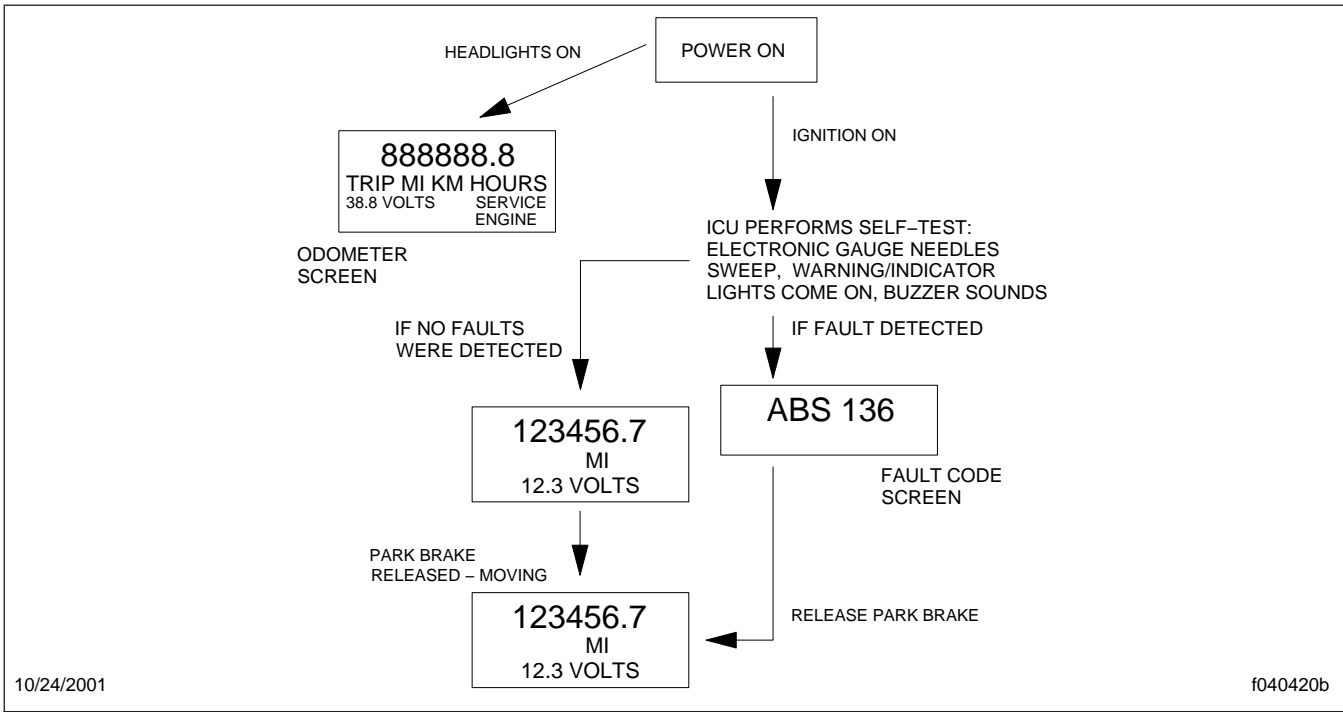 POWER ON
HEADLIGHTS ON
888888.8
TRIP MI KM HOURS
38.8 VOLTS SERVICE
ENGINE
ODOMETER
SCREEN
IGNITION ON
ICU PERFORMS SELF−TEST:
ELECTRONIC GAUGE NEEDLES
SWEEP, WARNING/INDICATOR
LIGHTS COME ON, BUZZER SOUNDS
IF NO FAULTS
WERE DETECTED
IF FAULT DETECTED
123456.7
MI
12.3 VOLTS
ABS 136
FAULT CODE
SCREEN
PARK BRAKE
RELEASED − MOVING
RELEASE PARK BRAKE
123456.7
MI
12.3 VOLTS
10/24/2001
f040420b